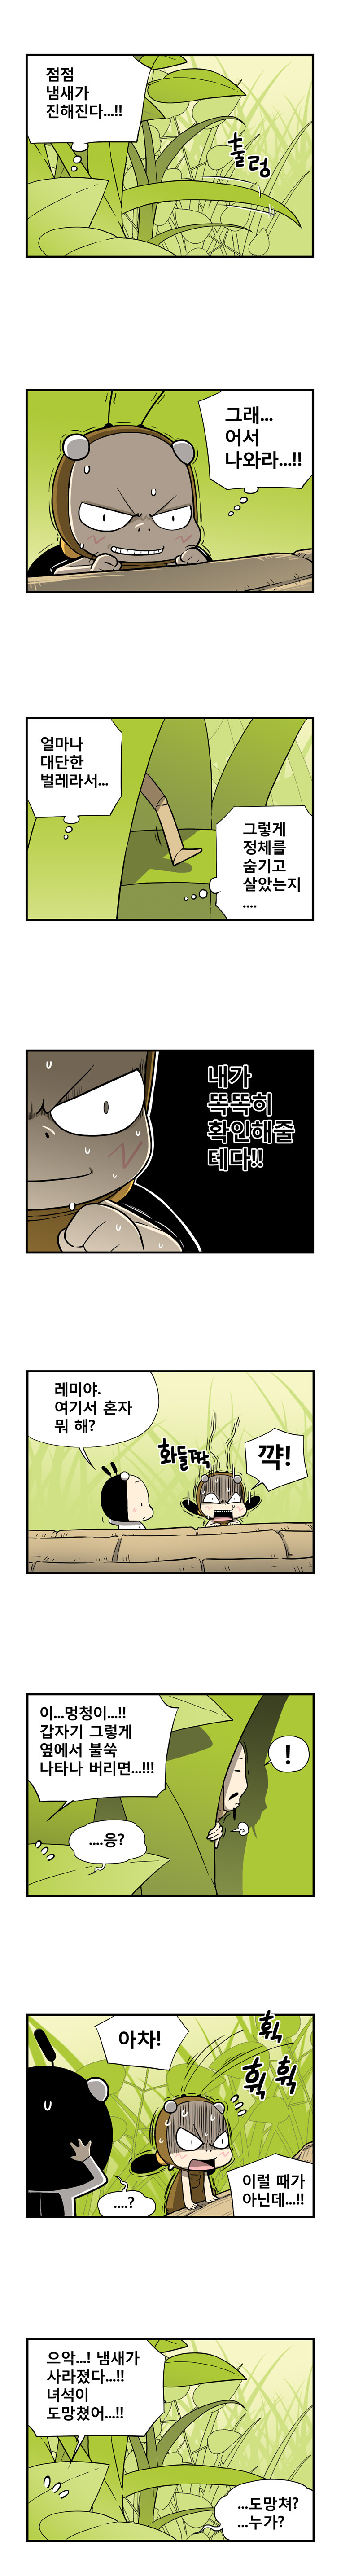 점점
냄새가
진해진다...!!
훌렁
그래...
어서
나와라...!!
얼마나
대단한
벌레라서...
그렇게
정체를
숨기고
살았는지
....
내가
똑똑히
확인해줄
테다!!
레미야.
여기서 혼자
뭐 해?
화들짝
꺅!
이...멍청이...!!
갑자기 그렇게
옆에서 불쑥
나타나 버리면...!!!
!
....응?
아차!
휙
휙 휙
....?
이럴 때가
아닌데...!!
으악...! 냄새가
사라졌다...!!
녀석이
도망쳤어...!!
...도망쳐?
...누가?